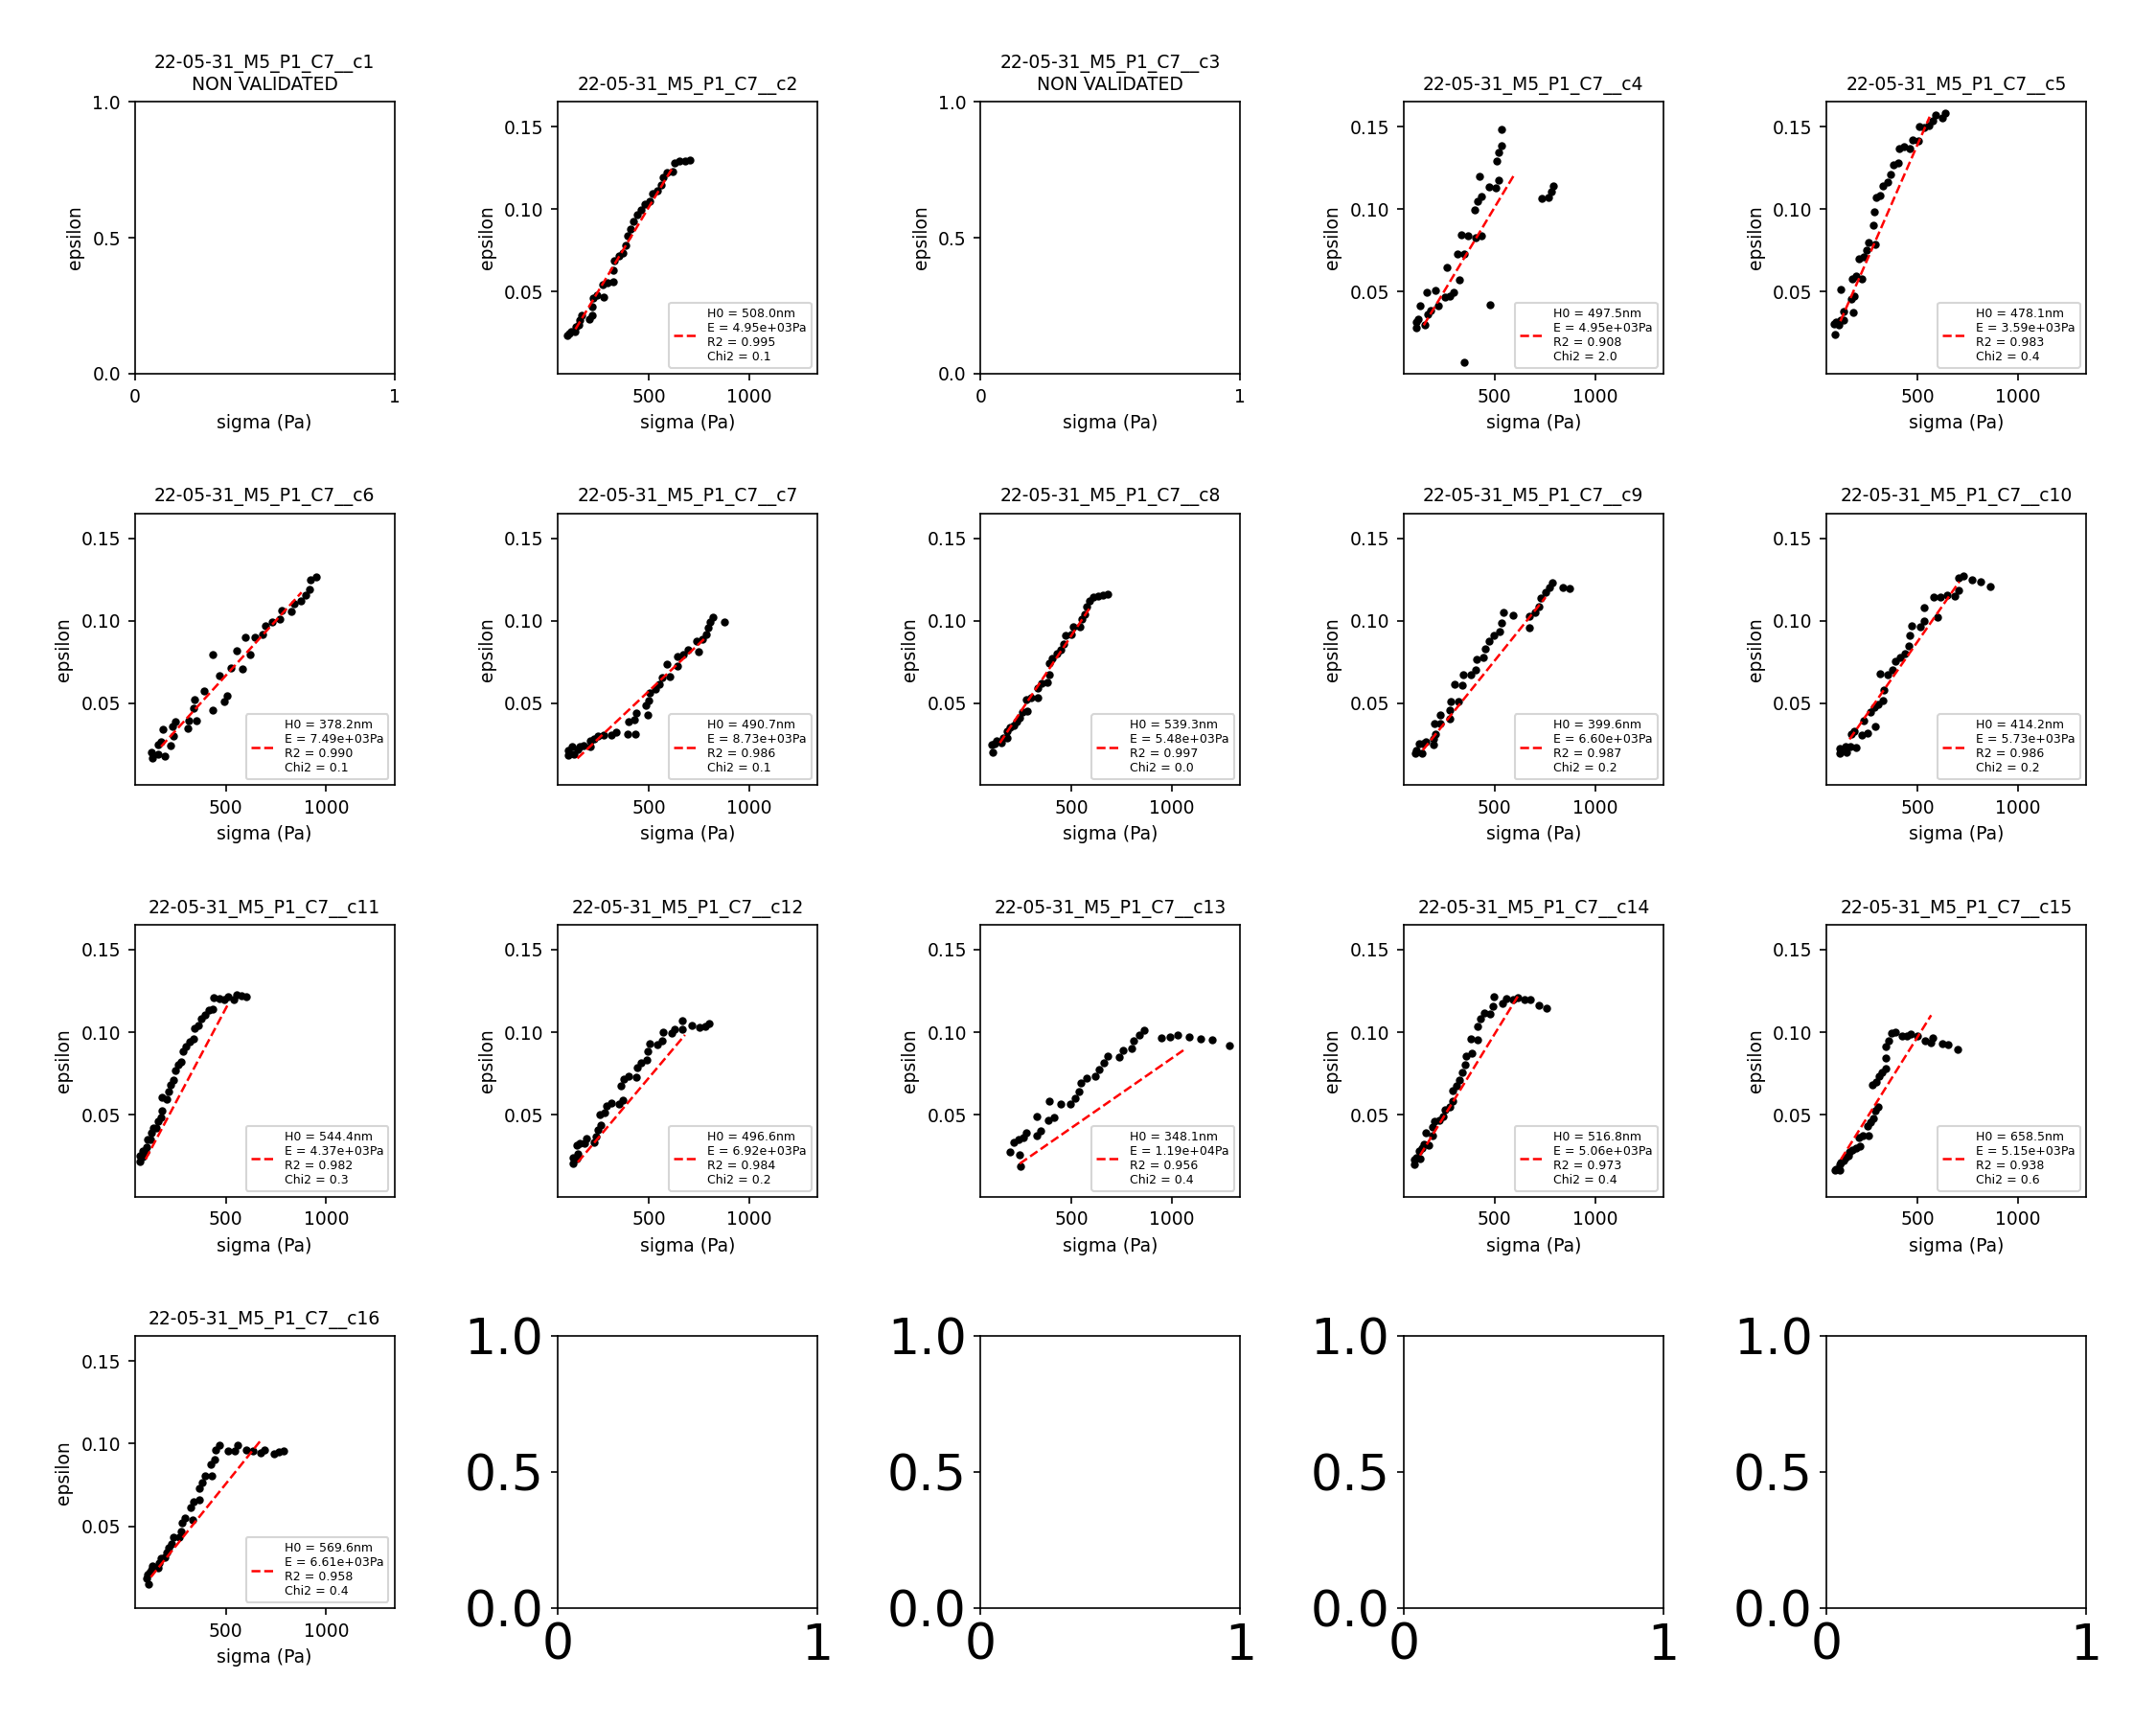 22-05-31_M5_P1_C7__c1
NON VALIDATED
1.0
0.5
0.0
epsilon
0
1
sigma (Pa)
22-05-31_M5_P1_C7__c2
0.15
0.10
0.05
epsilon
500
1000
sigma (Pa)
H0 = 508.0nm
E = 4.95e+03Pa
R2 = 0.995
Chi2 = 0.1
22-05-31_M5_P1_C7__c3
NON VALIDATED
1.0
0.5
0.0
epsilon
0
1
sigma (Pa)
22-05-31_M5_P1_C7__c4
0.15
0.10
0.05
epsilon
500
1000
sigma (Pa)
H0 = 497.5nm
E = 4.95e+03Pa
R2 = 0.908
Chi2 = 2.0
22-05-31_M5_P1_C7__c5
0.15
0.10
0.05
epsilon
500
1000
sigma (Pa)
H0 = 478.1nm
E = 3.59e+03Pa
R2 = 0.983
Chi2 = 0.4
22-05-31_M5_P1_C7__c6
0.15
0.10
0.05
epsilon
500
1000
sigma (Pa)
H0 = 378.2nm
E = 7.49e+03Pa
R2 = 0.990
Chi2 = 0.1
22-05-31_M5_P1_C7__c7
0.15
0.10
0.05
epsilon
500
1000
sigma (Pa)
H0 = 490.7nm
E = 8.73e+03Pa
R2 = 0.986
Chi2 = 0.1
22-05-31_M5_P1_C7__c8
0.15
0.10
0.05
epsilon
500
1000
sigma (Pa)
H0 = 539.3nm
E = 5.48e+03Pa
R2 = 0.997
Chi2 = 0.0
22-05-31_M5_P1_C7__c9
0.15
0.10
0.05
epsilon
500
1000
sigma (Pa)
H0 = 399.6nm
E = 6.60e+03Pa
R2 = 0.987
Chi2 = 0.2
22-05-31_M5_P1_C7__c10
0.15
0.10
0.05
epsilon
500
1000
sigma (Pa)
H0 = 414.2nm
E = 5.73e+03Pa
R2 = 0.986
Chi2 = 0.2
22-05-31_M5_P1_C7__c11
0.15
0.10
0.05
epsilon
500
1000
sigma (Pa)
H0 = 544.4nm
E = 4.37e+03Pa
R2 = 0.982
Chi2 = 0.3
22-05-31_M5_P1_C7__c12
0.15
0.10
0.05
epsilon
500
1000
sigma (Pa)
H0 = 496.6nm
E = 6.92e+03Pa
R2 = 0.984
Chi2 = 0.2
22-05-31_M5_P1_C7__c13
0.15
0.10
0.05
epsilon
500
1000
sigma (Pa)
H0 = 348.1nm
E = 1.19e+04Pa
R2 = 0.956
Chi2 = 0.4
22-05-31_M5_P1_C7__c14
0.15
0.10
0.05
epsilon
500
1000
sigma (Pa)
H0 = 516.8nm
E = 5.06e+03Pa
R2 = 0.973
Chi2 = 0.4
22-05-31_M5_P1_C7__c15
0.15
0.10
0.05
epsilon
500
1000
sigma (Pa)
H0 = 658.5nm
E = 5.15e+03Pa
R2 = 0.938
Chi2 = 0.6
22-05-31_M5_P1_C7__c16
0.15
0.10
0.05
epsilon
500
1000
sigma (Pa)
H0 = 569.6nm
E = 6.61e+03Pa
R2 = 0.958
Chi2 = 0.4
1.0
0.5
0.0
0
1
1.0
0.5
0.0
0
1
1.0
0.5
0.0
0
1
1.0
0.5
0.0
0
1